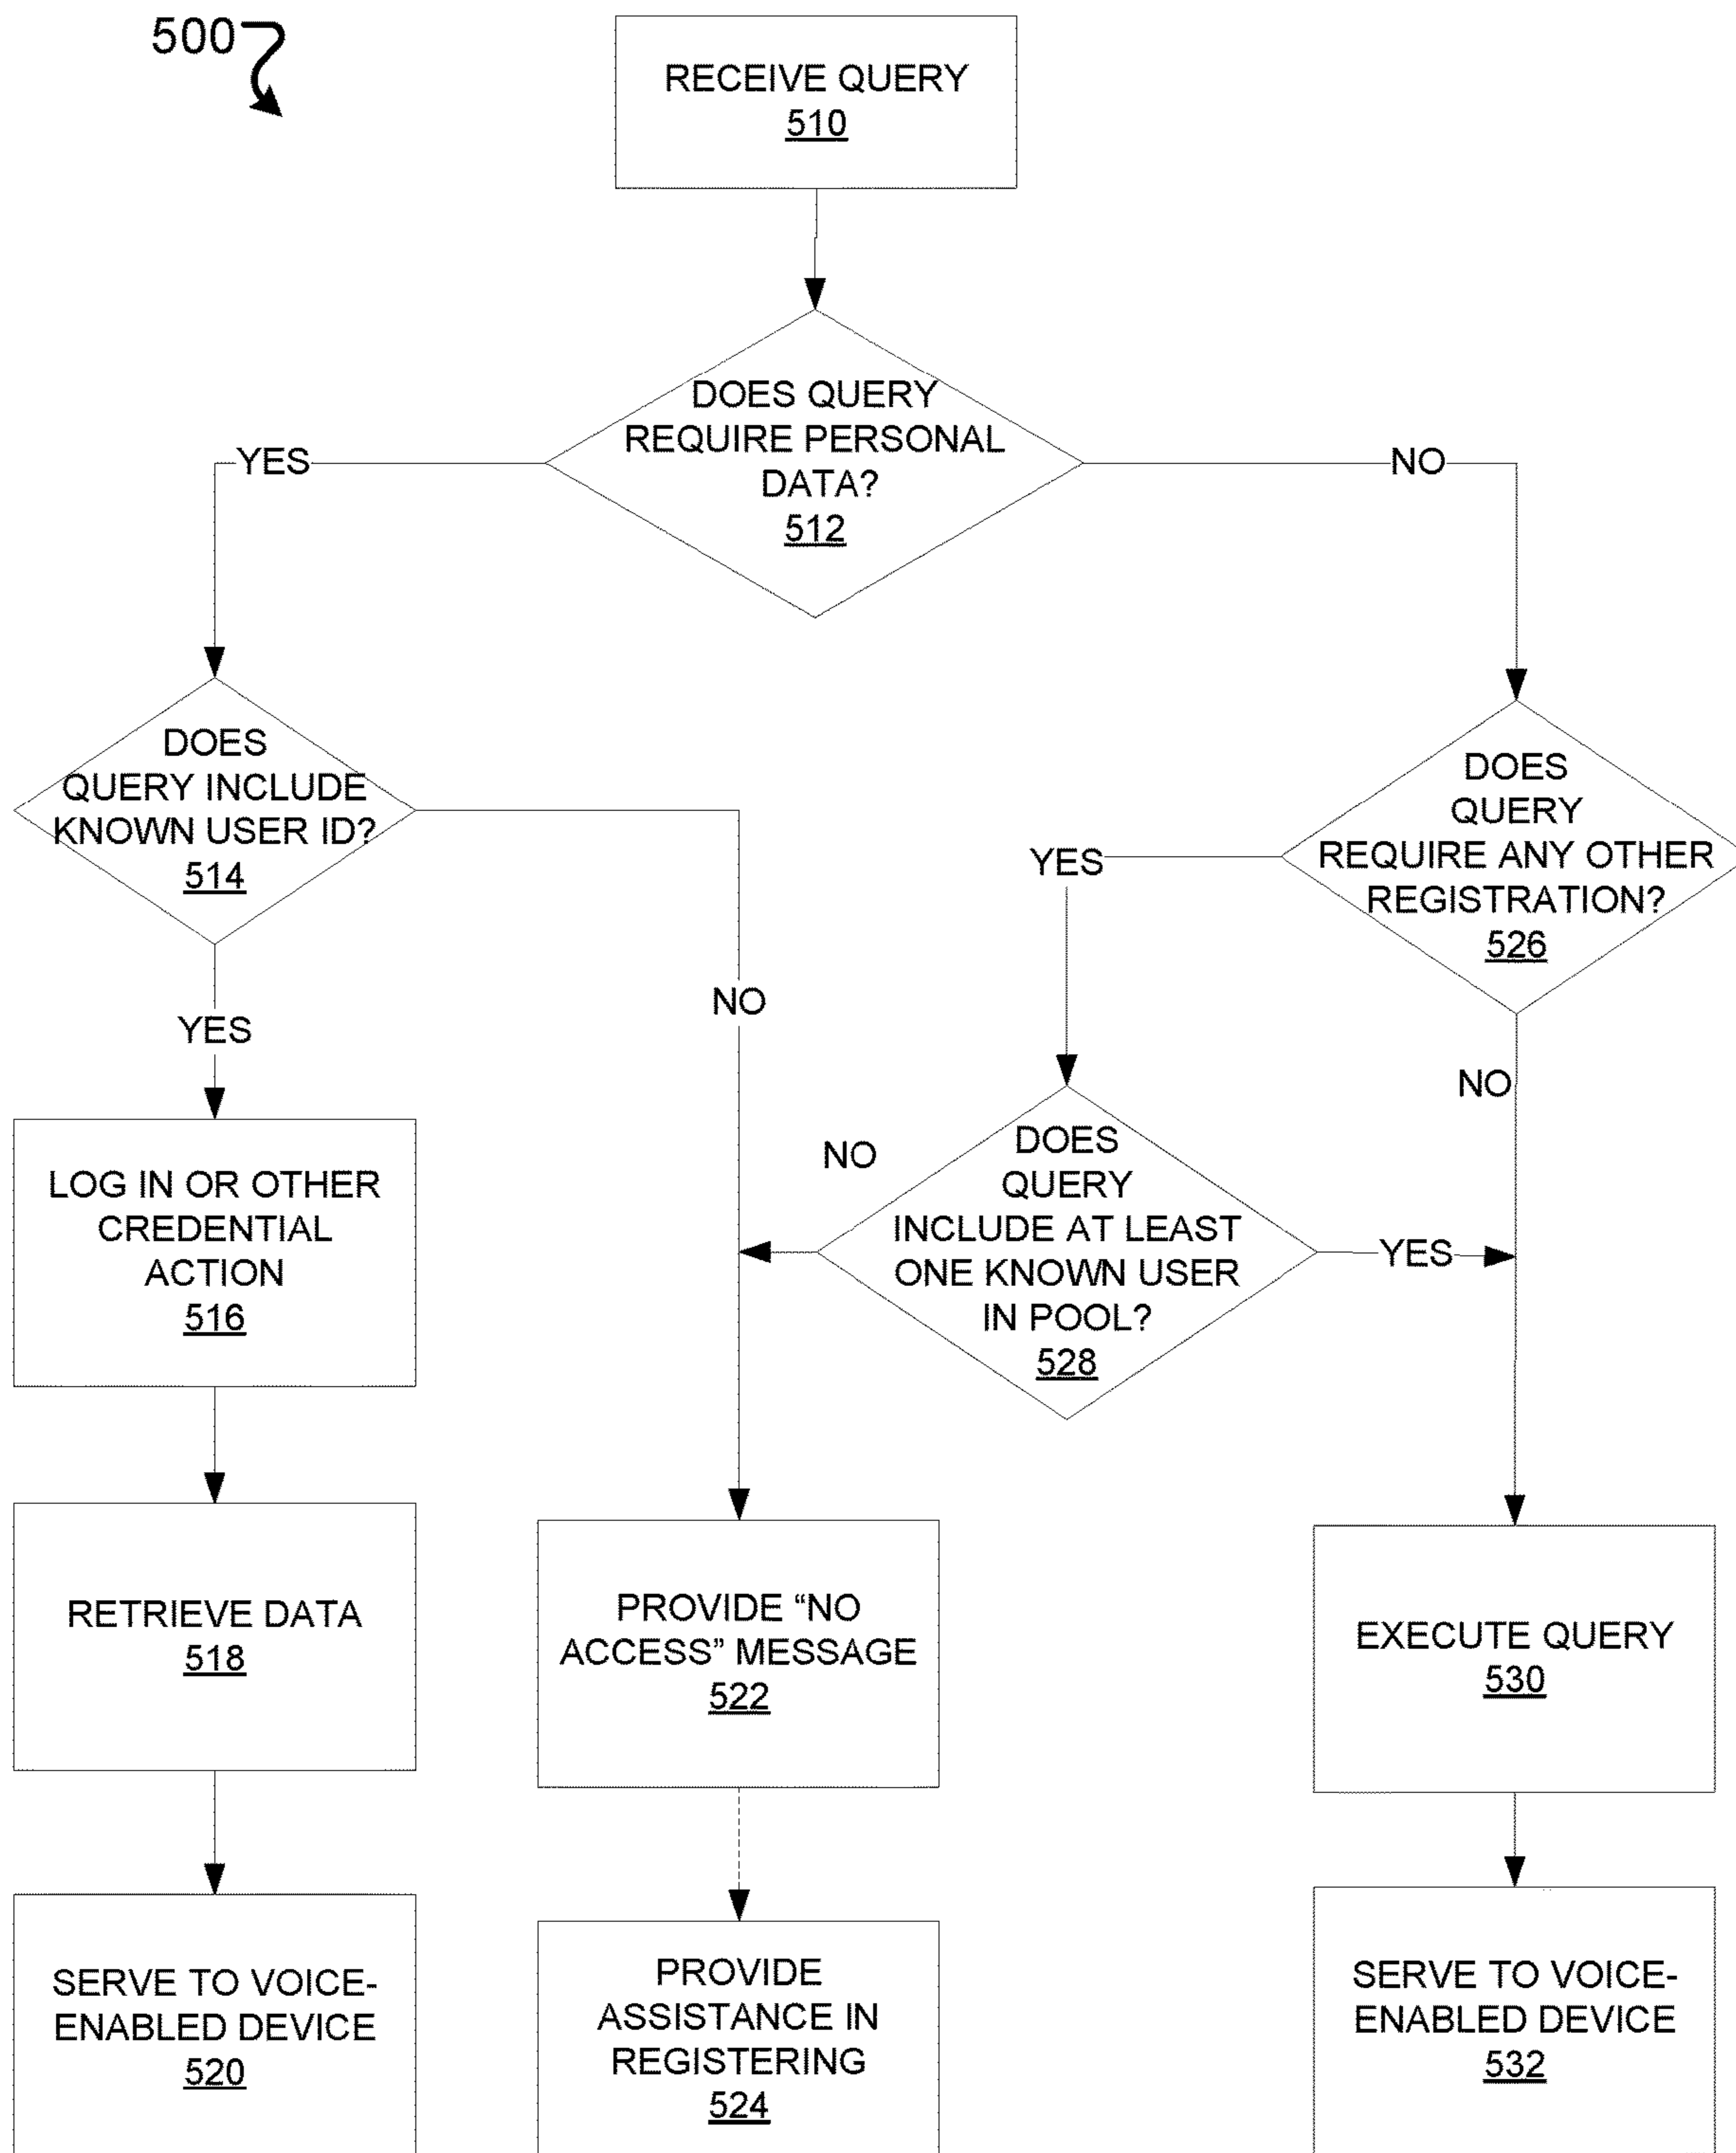 500
RECEIVE QUERY
510
DOES QUERY
REQUIRE PERSONAL
DATA?
512
YES
NO
DOES
QUERY INCLUDE
KNOWN USER ID?
514
DOES
QUERY
REQUIRE ANY OTHER
REGISTRATION?
526
YES
NO
YES
NO
NO
DOES
QUERY
INCLUDE AT LEAST
ONE KNOWN USER
IN POOL?
528
YES
LOG IN OR OTHER
CREDENTIAL
ACTION
516
RETRIEVE DATA
518
PROVIDE “NO
ACCESS” MESSAGE
522
EXECUTE QUERY
530
SERVE TO VOICE-
ENABLED DEVICE
520
PROVIDE
ASSISTANCE IN
REGISTERING
524
SERVE TO VOICE-
ENABLED DEVICE
532